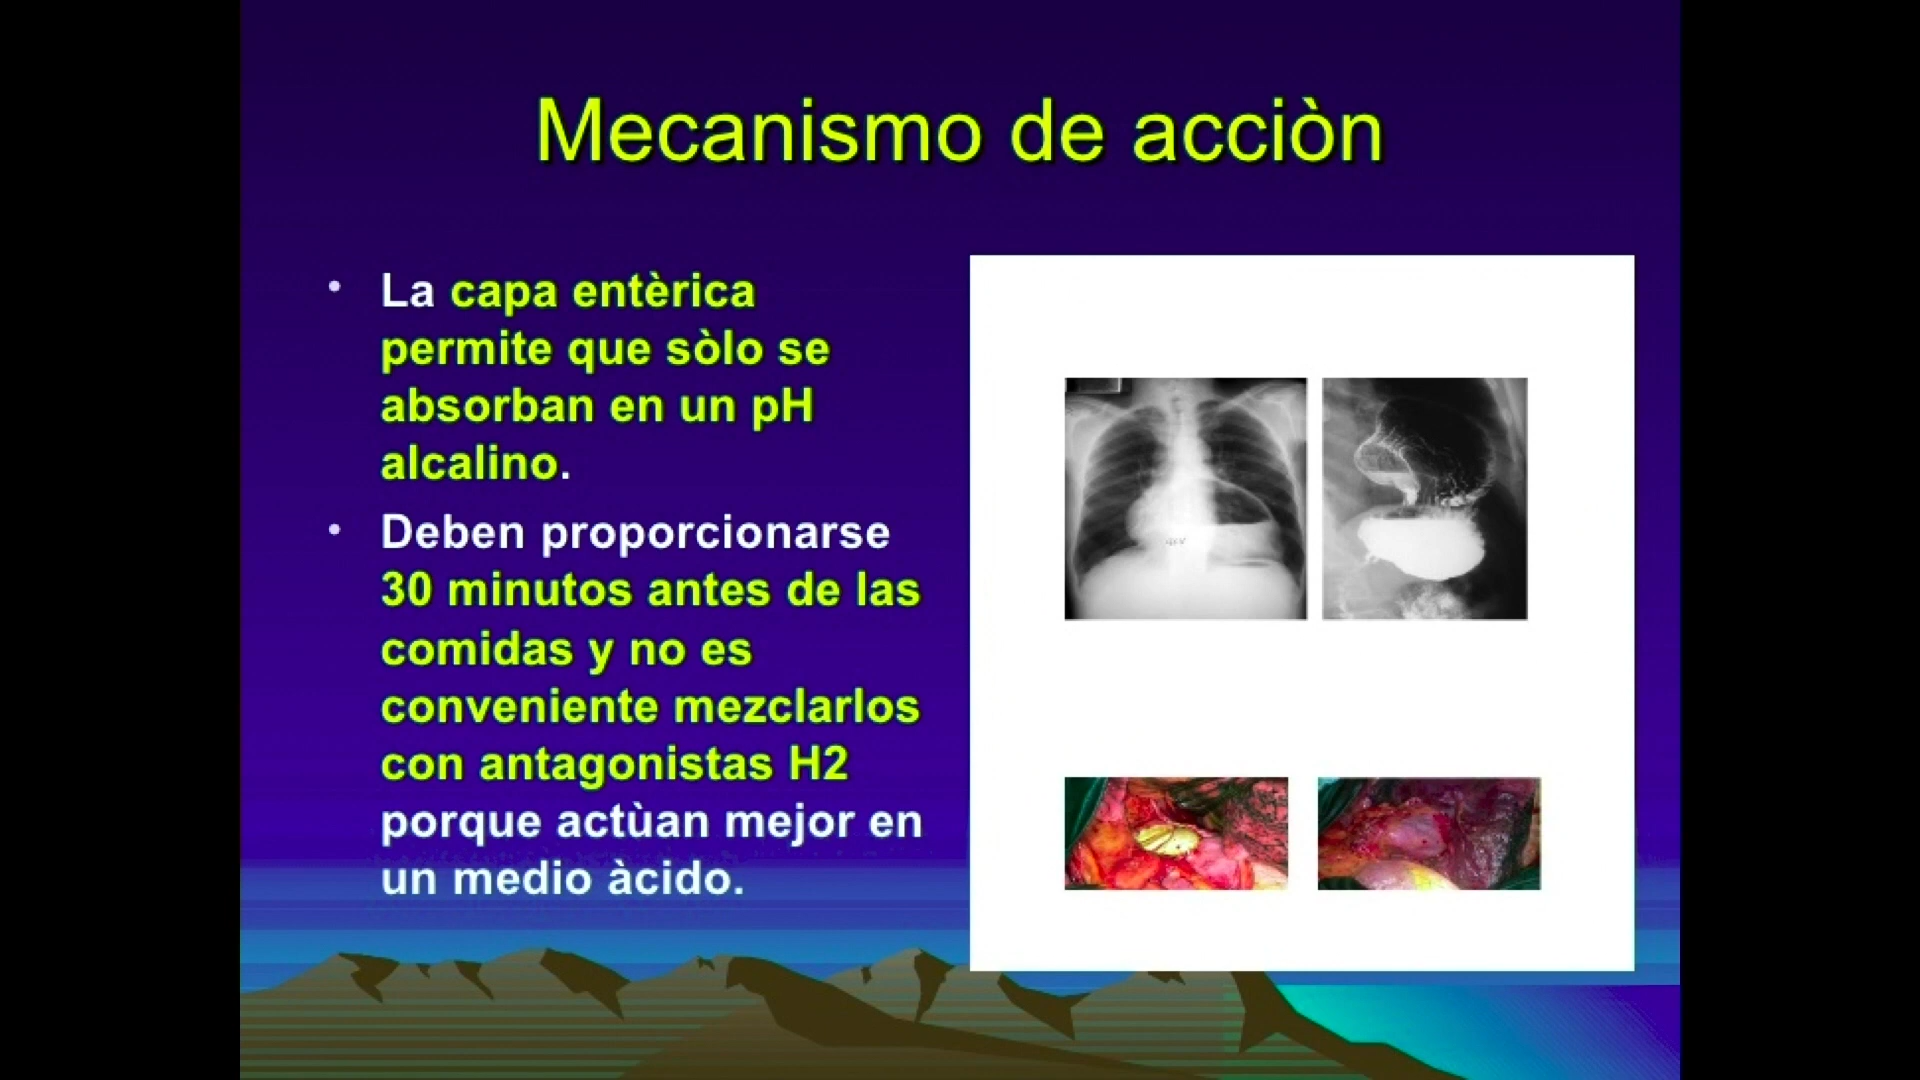 Mecanismo de acciòn
• La capa entèrica
permite que sòlo se
absorban en un pH
alcalino.
• Deben proporcionarse
30 minutos antes de las
comidas y no es
conveniente mezclarlos
con antagonistas H2
porque actùan mejor en
un medio àcido.